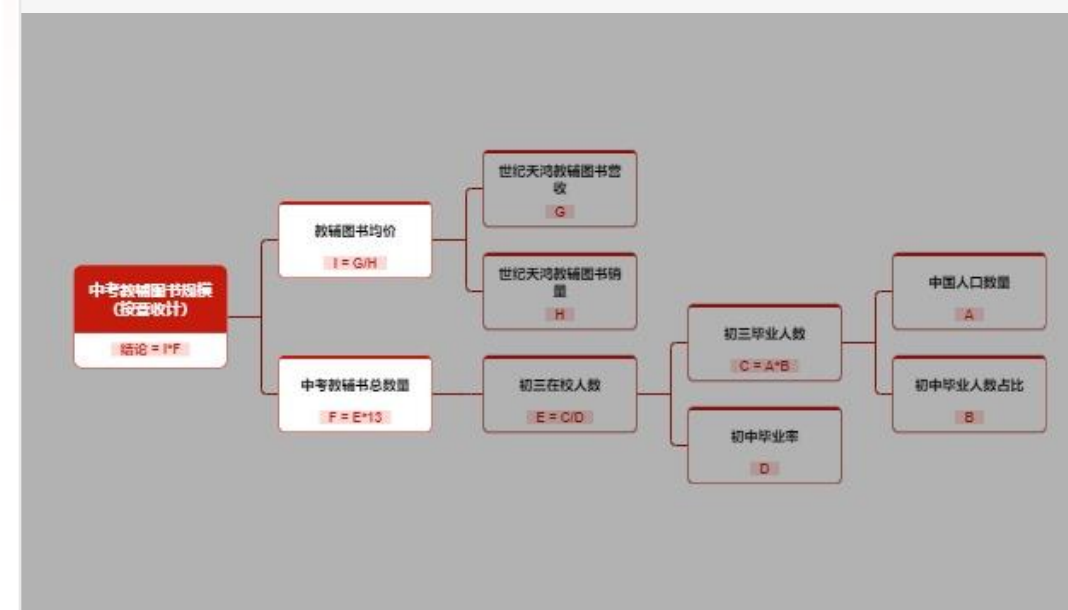 世纪天鸿教辅图书营
收
G
教辅图书均价
I = G/H
世纪天鸿教辅图书销
量
H
中国人口数量
A
中考教辅图书规模
(按营收计)
结论 = I*F
初三毕业人数
C = A*B
中考教辅书总数量
F = E*13
初三在校人数
E = C/D
初中毕业人数占比
B
初中毕业率
D